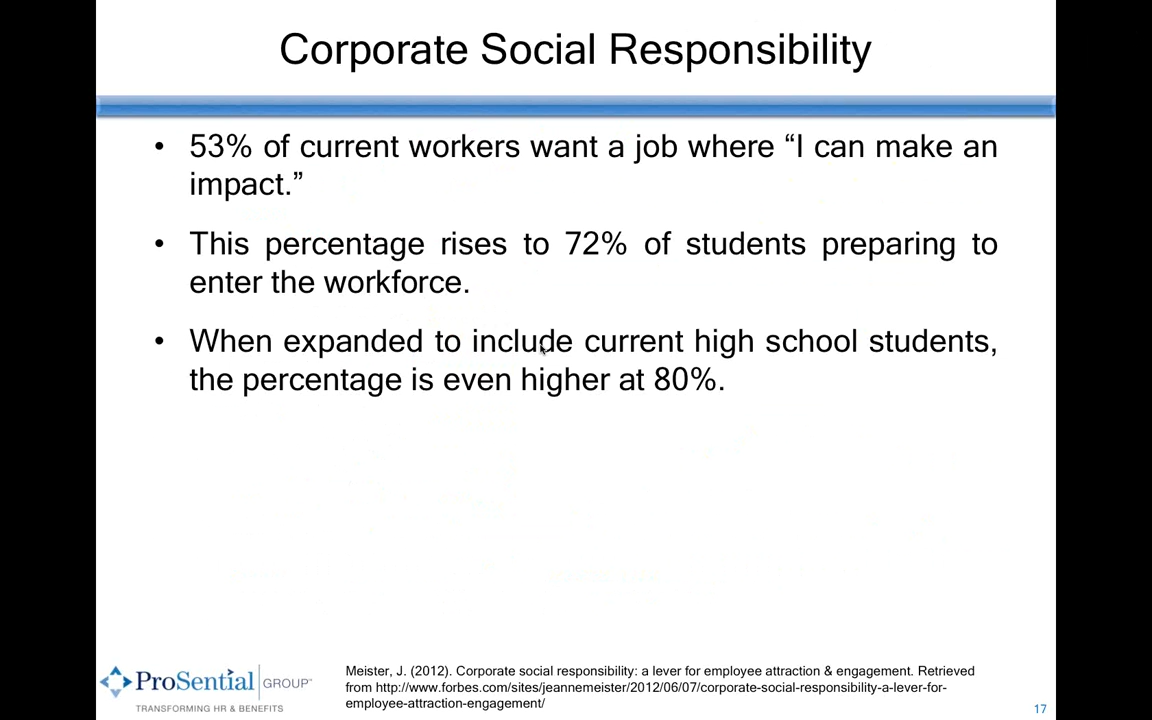 Corporate Social Responsibility
• 53% of current workers want a job where “I can make an
impact.”
• This percentage rises to 72% of students preparing to
enter the workforce.
• When expanded to include current high school students,
the percentage is even higher at 80%.
ProSential GROUP™
TRANSFORMING HR & BENEFITS
Meister, J. (2012). Corporate social responsibility: a lever for employee attraction & engagement. Retrieved
from http://www.forbes.com/sites/jeannemeister/2012/06/07/corporate-social-responsibility-a-lever-for-
employee-attraction-engagement/
17